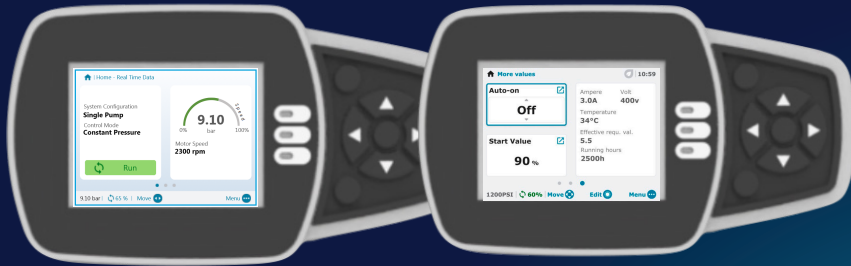 Home - Real Time Data
System Configuration
Single Pump
Control Mode
Constant Pressure
Run
Speed
9.10
0% bar 100%
Motor Speed
2300 rpm
9.10 bar 65 % Move Menu
More values 10:59
Auto-on
Off
Start Value
90 %
Ampere Volt
3.0A 400v
Temperature
34°C
Effective requ. val.
5.5
Running hours
2500h
1200PSI 60% Move Edit Menu